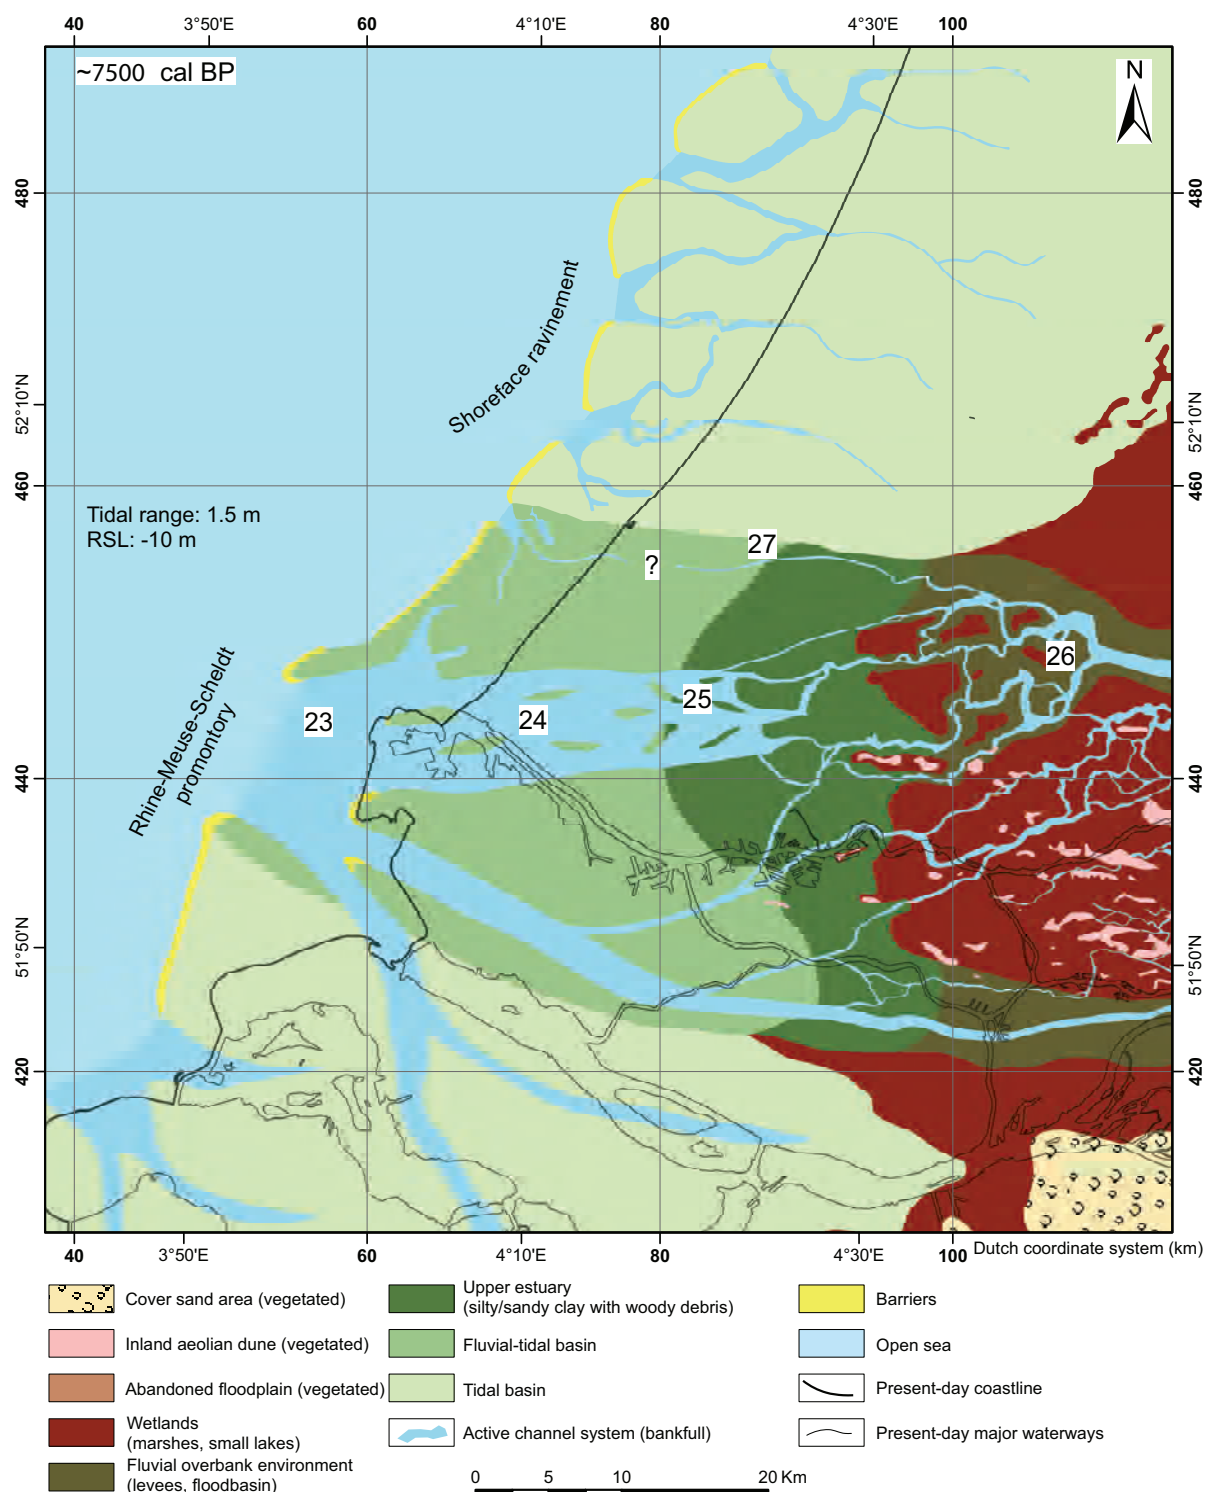 40 3°50'E 60 4°10'E 80 4°30'E 100
~7500 cal BP
N
480 480
Shoreface ravinement
52°10'N 52°10'N
460 460
Tidal range: 1.5 m
RSL: -10 m
27
?
26
Rhine-Meuse-Scheldt
promontory
23 24 25
440 440
51°50'N 51°50'N
420 420
40 3°50'E 60 4°10'E 80 4°30'E 100
Dutch coordinate system (km)
Cover sand area (vegetated)
Inland aeolian dune (vegetated)
Abandoned floodplain (vegetated)
Wetlands
(marshes, small lakes)
Fluvial overbank environment
(levees, floodbasin)
Upper estuary
(silty/sandy clay with woody debris)
Fluvial-tidal basin
Tidal basin
Active channel system (bankfull)
Barriers
Open sea
Present-day coastline
Present-day major waterways
0 5 10 20 Km